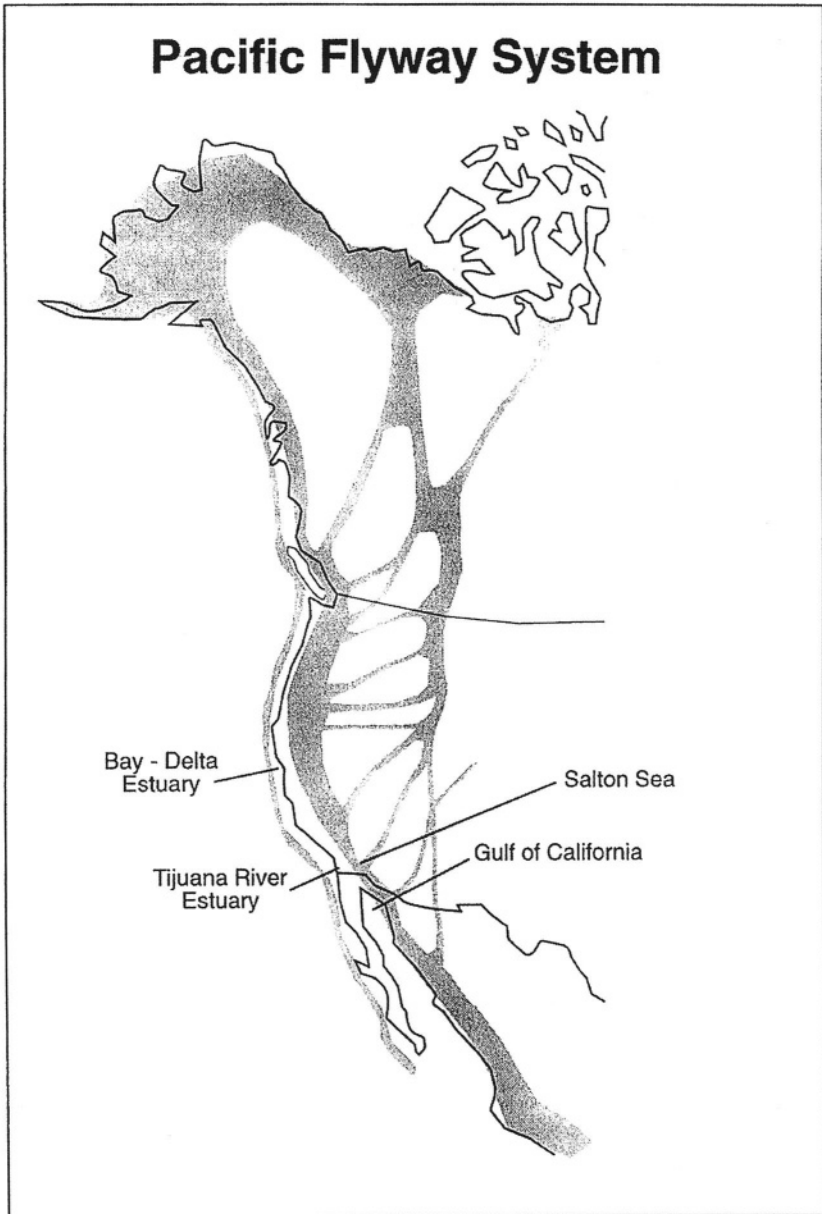 Pacific Flyway System
Bay - Delta
Estuary
Salton Sea
Gulf of California
Tijuana River
Estuary